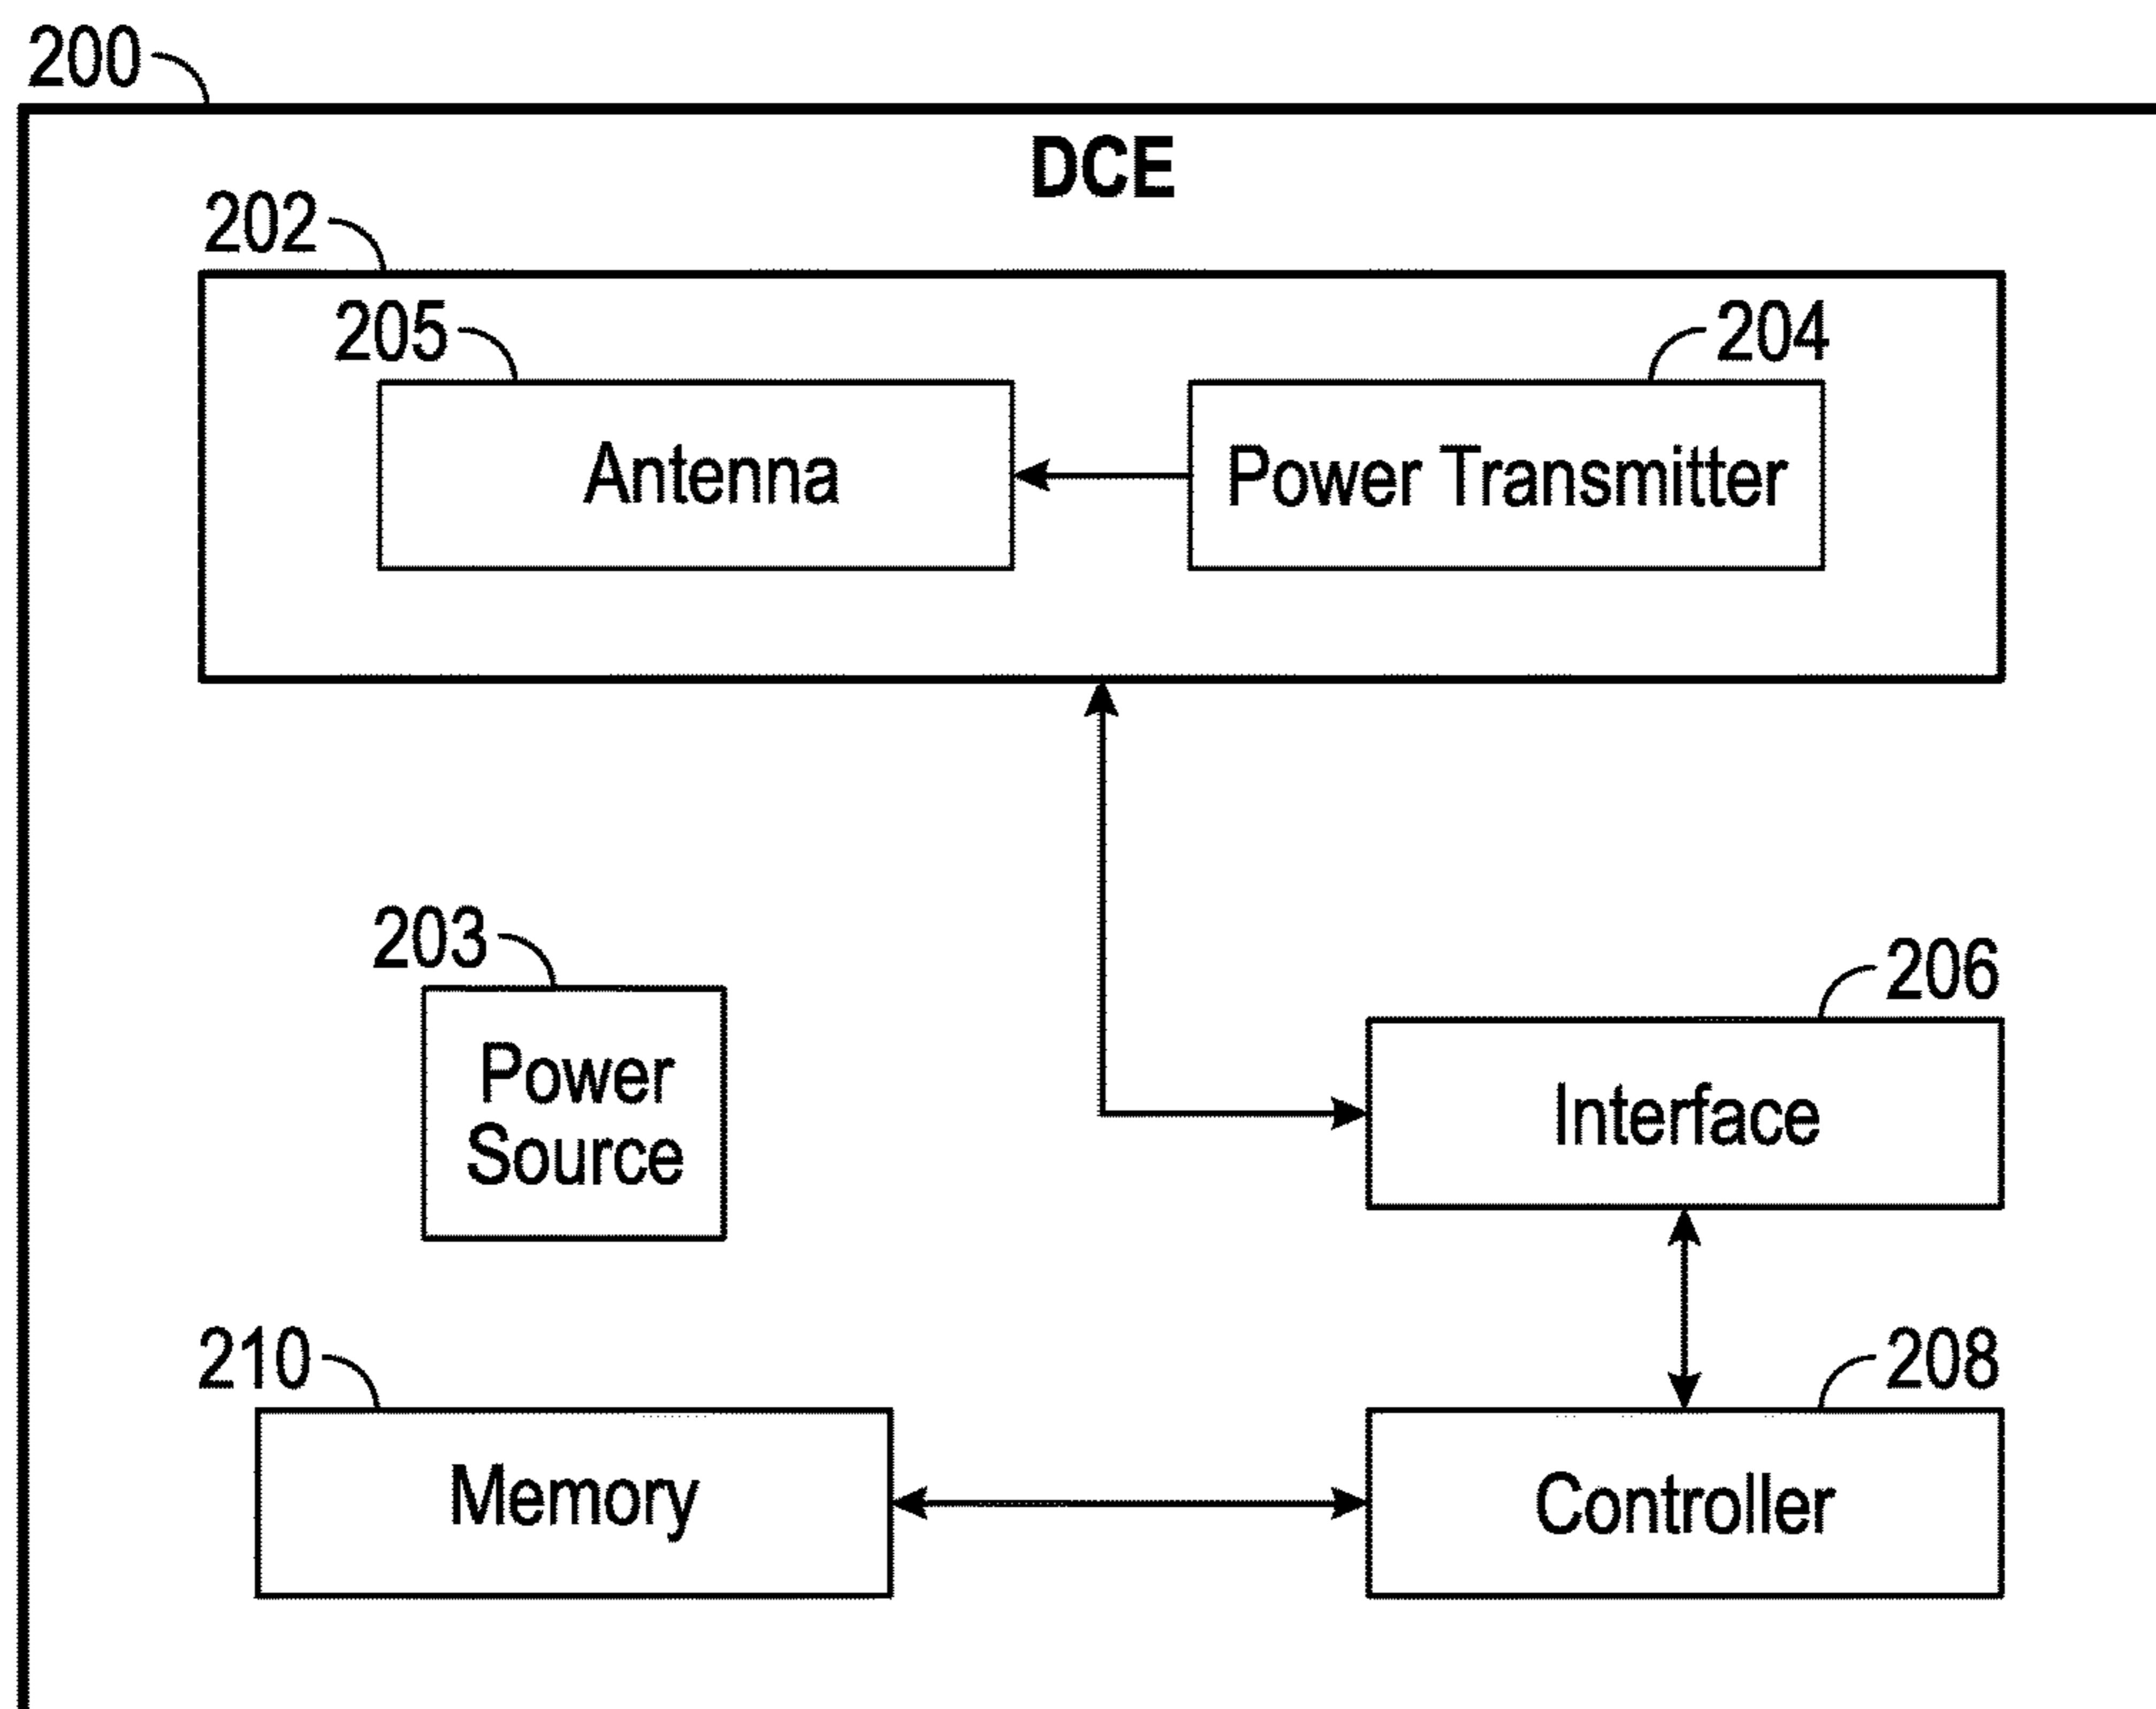 200
DCE
202
205
204
Antenna
Power Transmitter
203
206
Power
Source
Interface
210
208
Memory
Controller